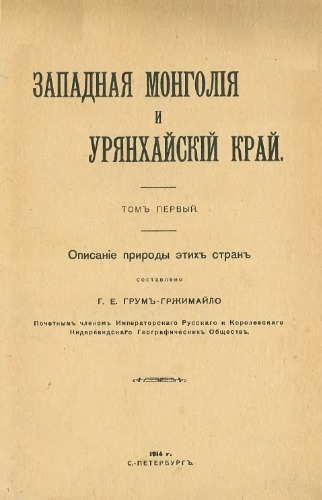 ЗАПАДНАЯ МОНГОЛІЯ
И
УРЯНХАЙСКІЙ КРАЙ.
ТОМЪ ПЕРВЫЙ.
Описаніе природы этихъ странъ
составлено
Г. Е. ГРУМЪ-ГРЖИМАЙЛО
Почетнымъ членомъ Императорскаго Русскаго и Королевскаго
Нидерландскаго Географическихъ Обществъ.
1914 г.
С.-ПЕТЕРБУРГЪ.